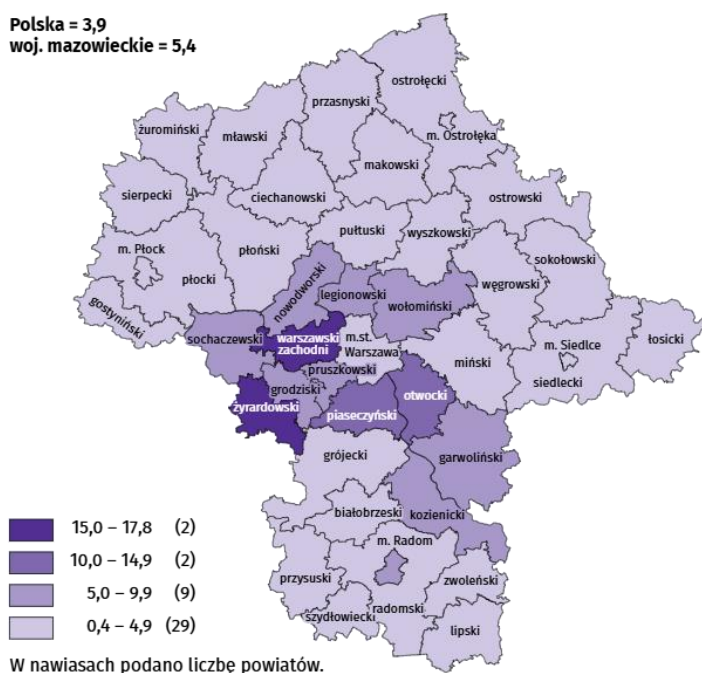 Polska = 3,9
woj. mazowieckie = 5,4
ostrołęcki
przasnyski
żuromiński
mławski
m. Ostrołęka
makowski
sierpecki
ciechanowski
ostrowski
m. Płock
płoński
pułtuski
wyszkowski
sokołowski
płocki
nowodworski
węgrowski
legionowski
wołomiński
gostyniński
sochaczewski
warszawski
zachodni
m.st.
Warszawa
łosicki
m. Siedlce
miński
siedlecki
pruszkowski
grodziski
otwocki
żyrardowski
piaseczyński
grójecki
garwoliński
białobrzeski
kozienicki
m. Radom
przysuski
zwoleński
szydłowiecki
radomski
lipski
15,0 – 17,8 (2)
10,0 – 14,9 (2)
5,0 – 9,9 (9)
0,4 – 4,9 (29)
W nawiasach podano liczbę powiatów.